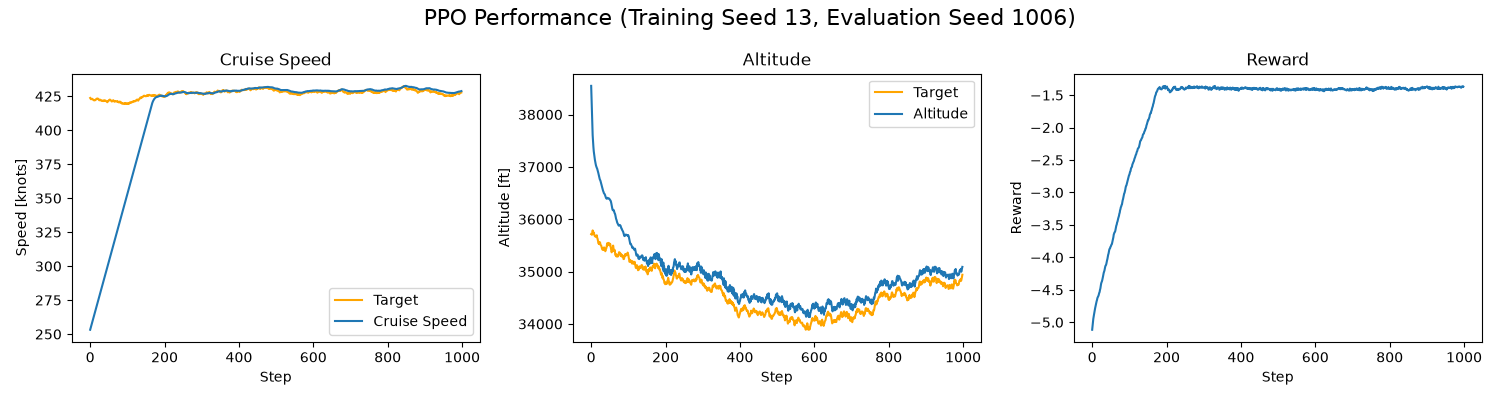 PPO Performance (Training Seed 13, Evaluation Seed 1006)
Cruise Speed
Speed [knots]
425
400
375
350
325
300
275
250
0 200 400 600 800 1000
Step
Target
Cruise Speed
Altitude
Altitude [ft]
38000
37000
36000
35000
34000
0 200 400 600 800 1000
Step
Target
Altitude
Reward
Reward
−1.5
−2.0
−2.5
−3.0
−3.5
−4.0
−4.5
−5.0
0 200 400 600 800 1000
Step